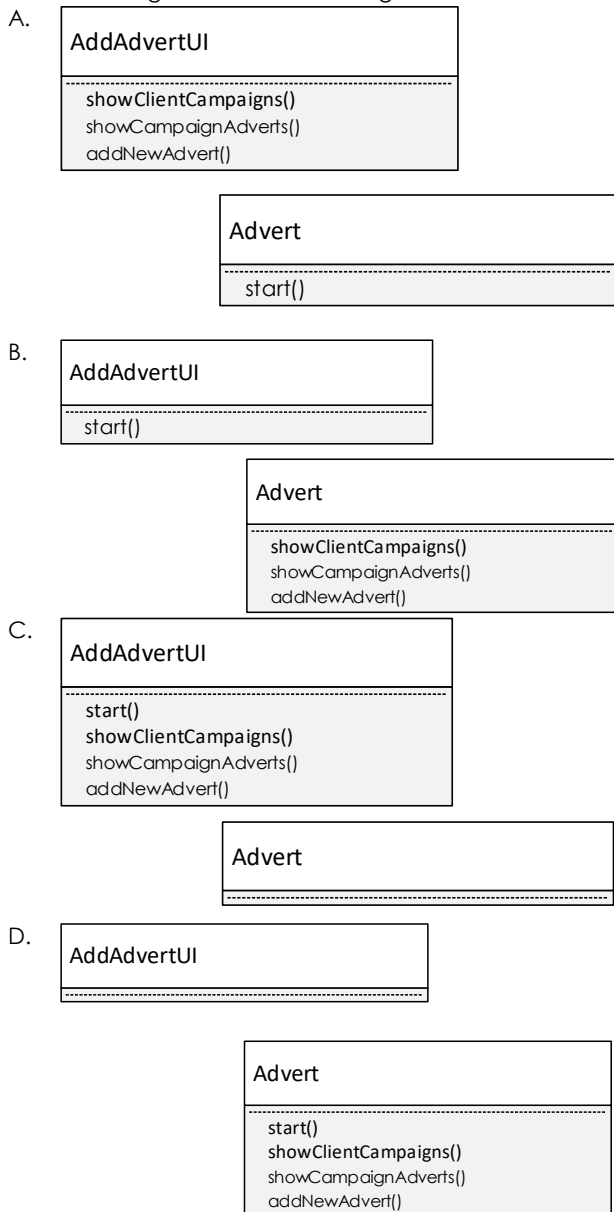 A.
AddAdvertUI
showClientCampaigns()
showCampaignAdverts()
addNewAdvert()
Advert
start()
B.
AddAdvertUI
start()
Advert
showClientCampaigns()
showCampaignAdverts()
addNewAdvert()
C.
AddAdvertUI
start()
showClientCampaigns()
showCampaignAdverts()
addNewAdvert()
Advert
D.
AddAdvertUI
Advert
start()
showClientCampaigns()
showCampaignAdverts()
addNewAdvert()